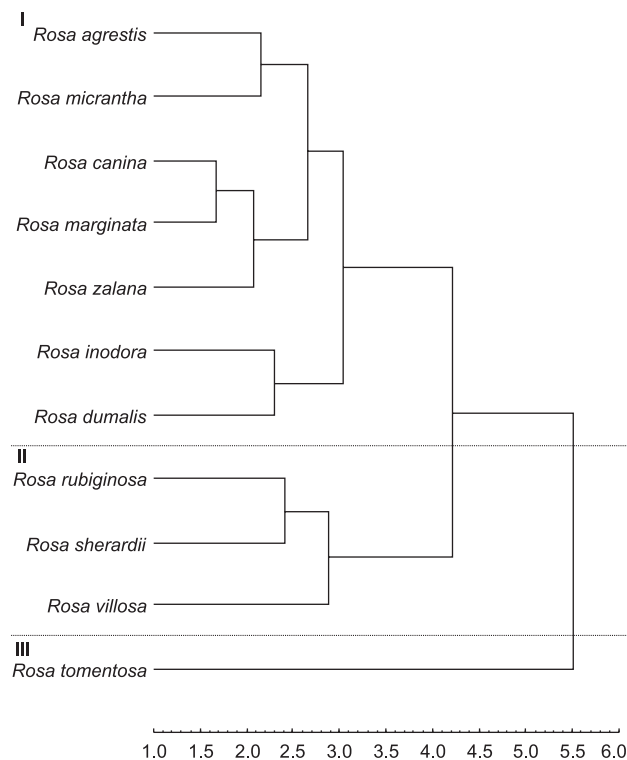 I
Rosa agrestis
Rosa micrantha
Rosa canina
Rosa marginata
Rosa zalana
Rosa inodora
Rosa dumalis
II
Rosa rubiginosa
Rosa sherardii
Rosa villosa
III
Rosa tomentosa
1.0 1.5 2.0 2.5 3.0 3.5 4.0 4.5 5.0 5.5 6.0